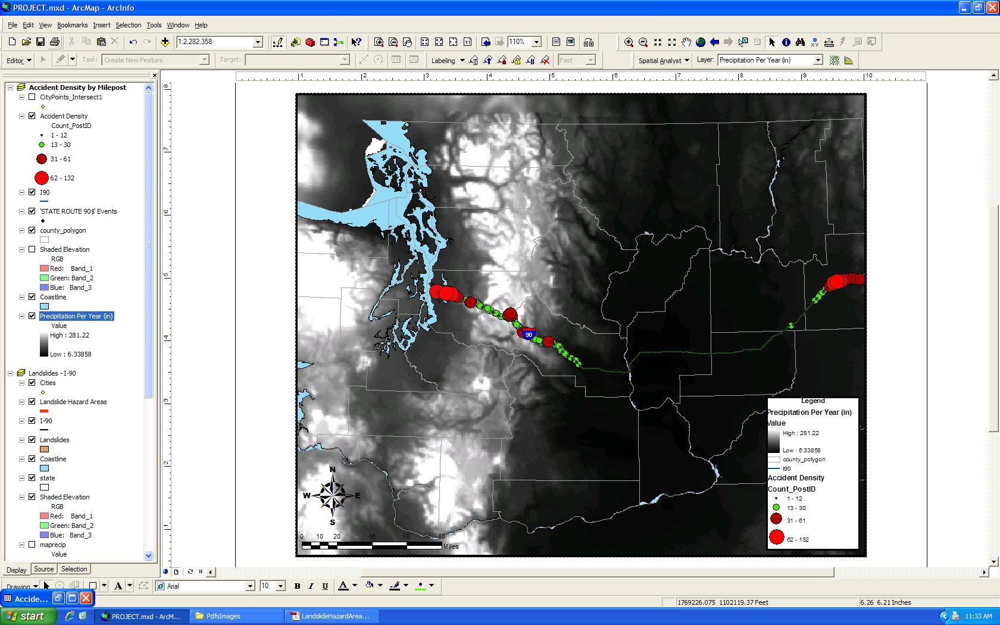 PROJECT.mxd - ArcMap - ArcInfo
File Edit View Bookmarks Insert Selection Tools Window Help
1:2,282,358
1:1
110%
Editor
Task:
Create New Feature
Target:
Labeling
Fast
Spatial Analyst
Layer:
Precipitation Per Year (in)
Accident Density by Milepost
CityPoints_Intersect1
Accident Density
Count_PostID
1 - 12
13 - 30
31 - 61
62 - 132
I90
'STATE ROUTE 90$' Events
county_polygon
Shaded Elevation
RGB
Red: Band_1
Green: Band_2
Blue: Band_3
Coastline
Precipitation Per Year (in)
Value
High : 281.22
Low : 6.33858
Landslides - I-90
Cities
Landslide Hazard Areas
I-90
Landslides
Coastline
state
Shaded Elevation
RGB
Red: Band_1
Green: Band_2
Blue: Band_3
maprecip
Value
Display Source Selection
1 2 3 4 5 6 7 8 9 10
8
7
6
5
4
3
2
1
90
N
W E
S
0 10 20 40 60 80
Miles
Legend
Precipitation Per Year (in)
Value
High : 281.22
Low : 6.33858
county_polygon
I90
Accident Density
Count_PostID
1 - 12
13 - 30
31 - 61
62 - 132
Drawing
A
Arial
10
B I U A
Accide...
1769226.075 1102119.37 Feet
6.26 6.21 Inches
start
PROJECT.mxd - ArcM...
PdfsImages
LandslideHazardArea...
11:33 AM